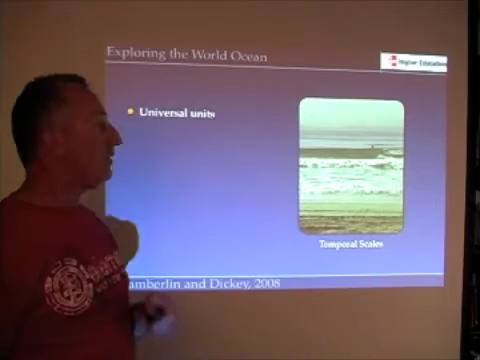 Exploring the World Ocean
Higher Education
Universal units
Temporal Scales
amberlin and Dickey, 2008